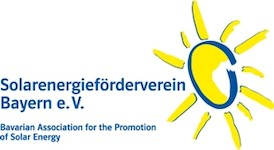 Solarenergieförderverein
Bayern e. V.
Bavarian Association for the Promotion
of Solar Energy